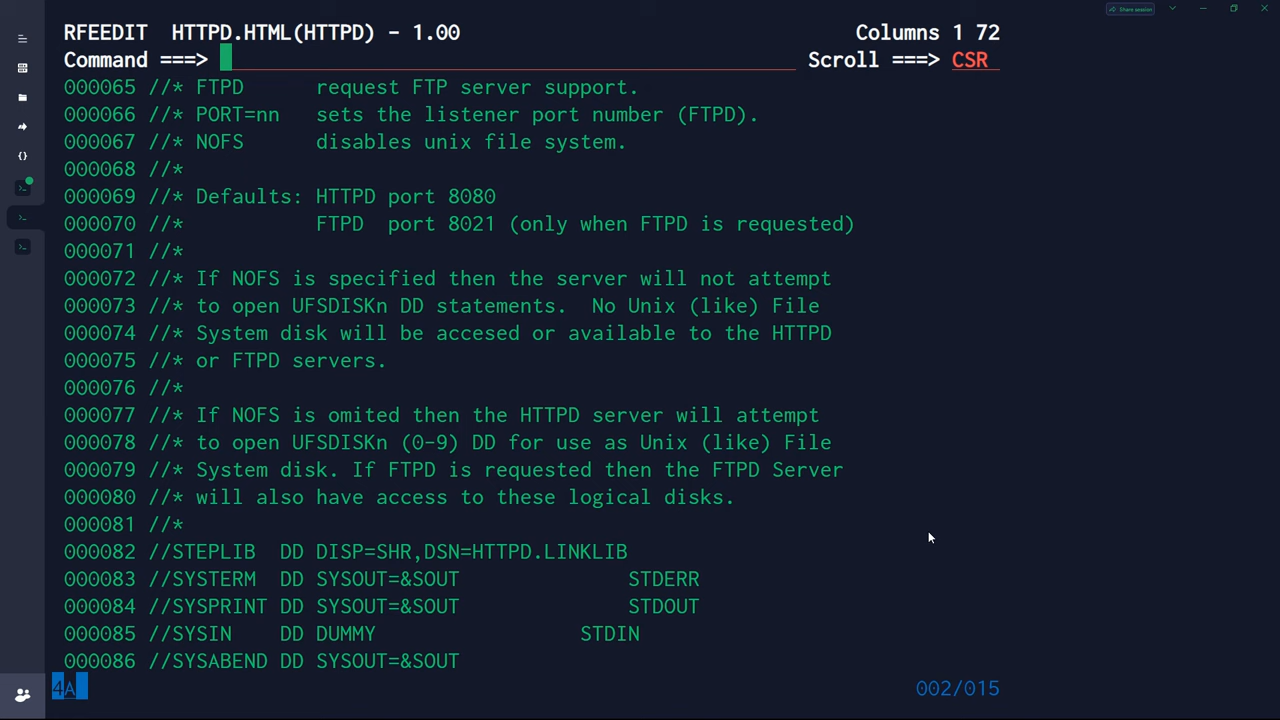 Share session
RFEEDIT  HTTPD.HTML(HTTPD) - 1.00                                 Columns 1 72
Command ===>                                                  Scroll ===> CSR
000065 //* FTPD      request FTP server support.
000066 //* PORT=nn   sets the listener port number (FTPD).
000067 //* NOFS      disables unix file system.
000068 //*
000069 //* Defaults: HTTPD port 8080
000070 //*           FTPD  port 8021 (only when FTPD is requested)
000071 //*
000072 //* If NOFS is specified then the server will not attempt
000073 //* to open UFSDISKn DD statements.  No Unix (like) File
000074 //* System disk will be accesed or available to the HTTPD
000075 //* or FTPD servers.
000076 //*
000077 //* If NOFS is omited then the HTTPD server will attempt
000078 //* to open UFSDISKn (0-9) DD for use as Unix (like) File
000079 //* System disk. If FTPD is requested then the FTPD Server
000080 //* will also have access to these logical disks.
000081 //*
000082 //STEPLIB  DD DISP=SHR,DSN=HTTPD.LINKLIB
000083 //SYSTERM  DD SYSOUT=&SOUT              STDERR
000084 //SYSPRINT DD SYSOUT=&SOUT              STDOUT
000085 //SYSIN    DD DUMMY                 STDIN
000086 //SYSABEND DD SYSOUT=&SOUT
4A                                                                     002/015